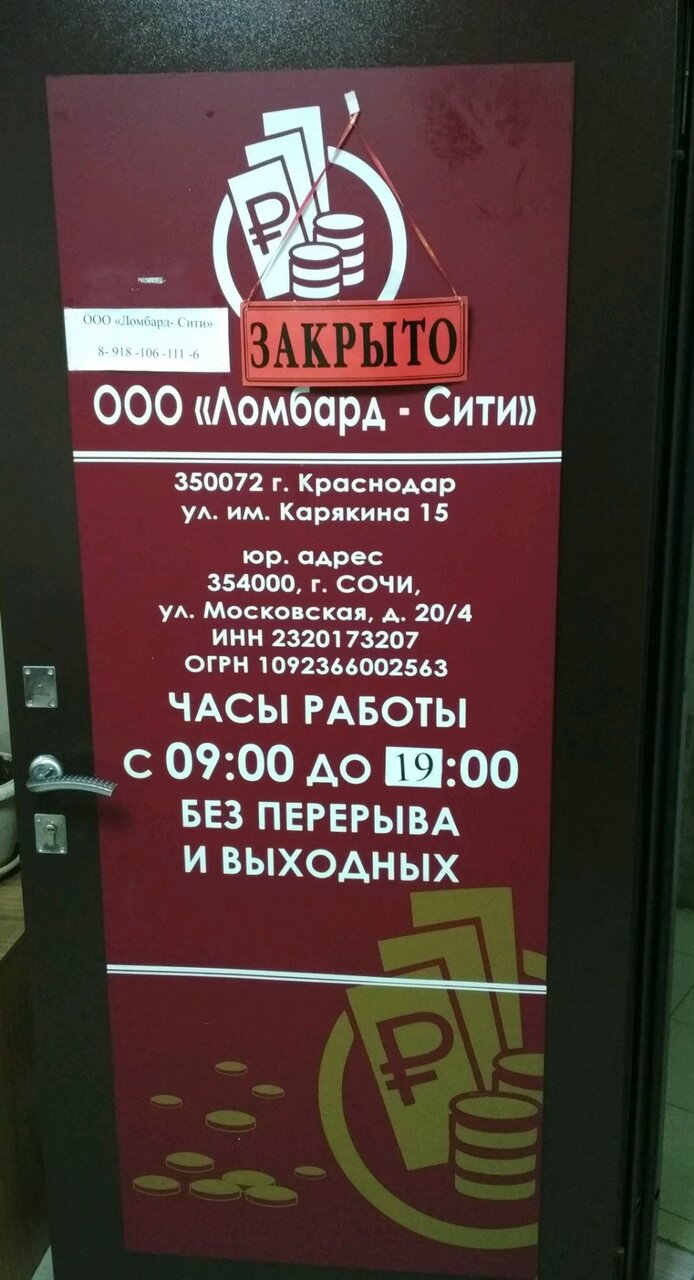 ООО «Ломбард- Сити»
8- 918 -106 -111 -6
ЗАКРЫТО
ООО «Ломбард - Сити»
350072 г. Краснодар
ул. им. Карякина 15
юр. адрес
354000, г. СОЧИ,
ул. Московская, д. 20/4
ИНН 2320173207
ОГРН 1092366002563
ЧАСЫ РАБОТЫ
С 09:00 ДО 19:00
БЕЗ ПЕРЕРЫВА
И ВЫХОДНЫХ